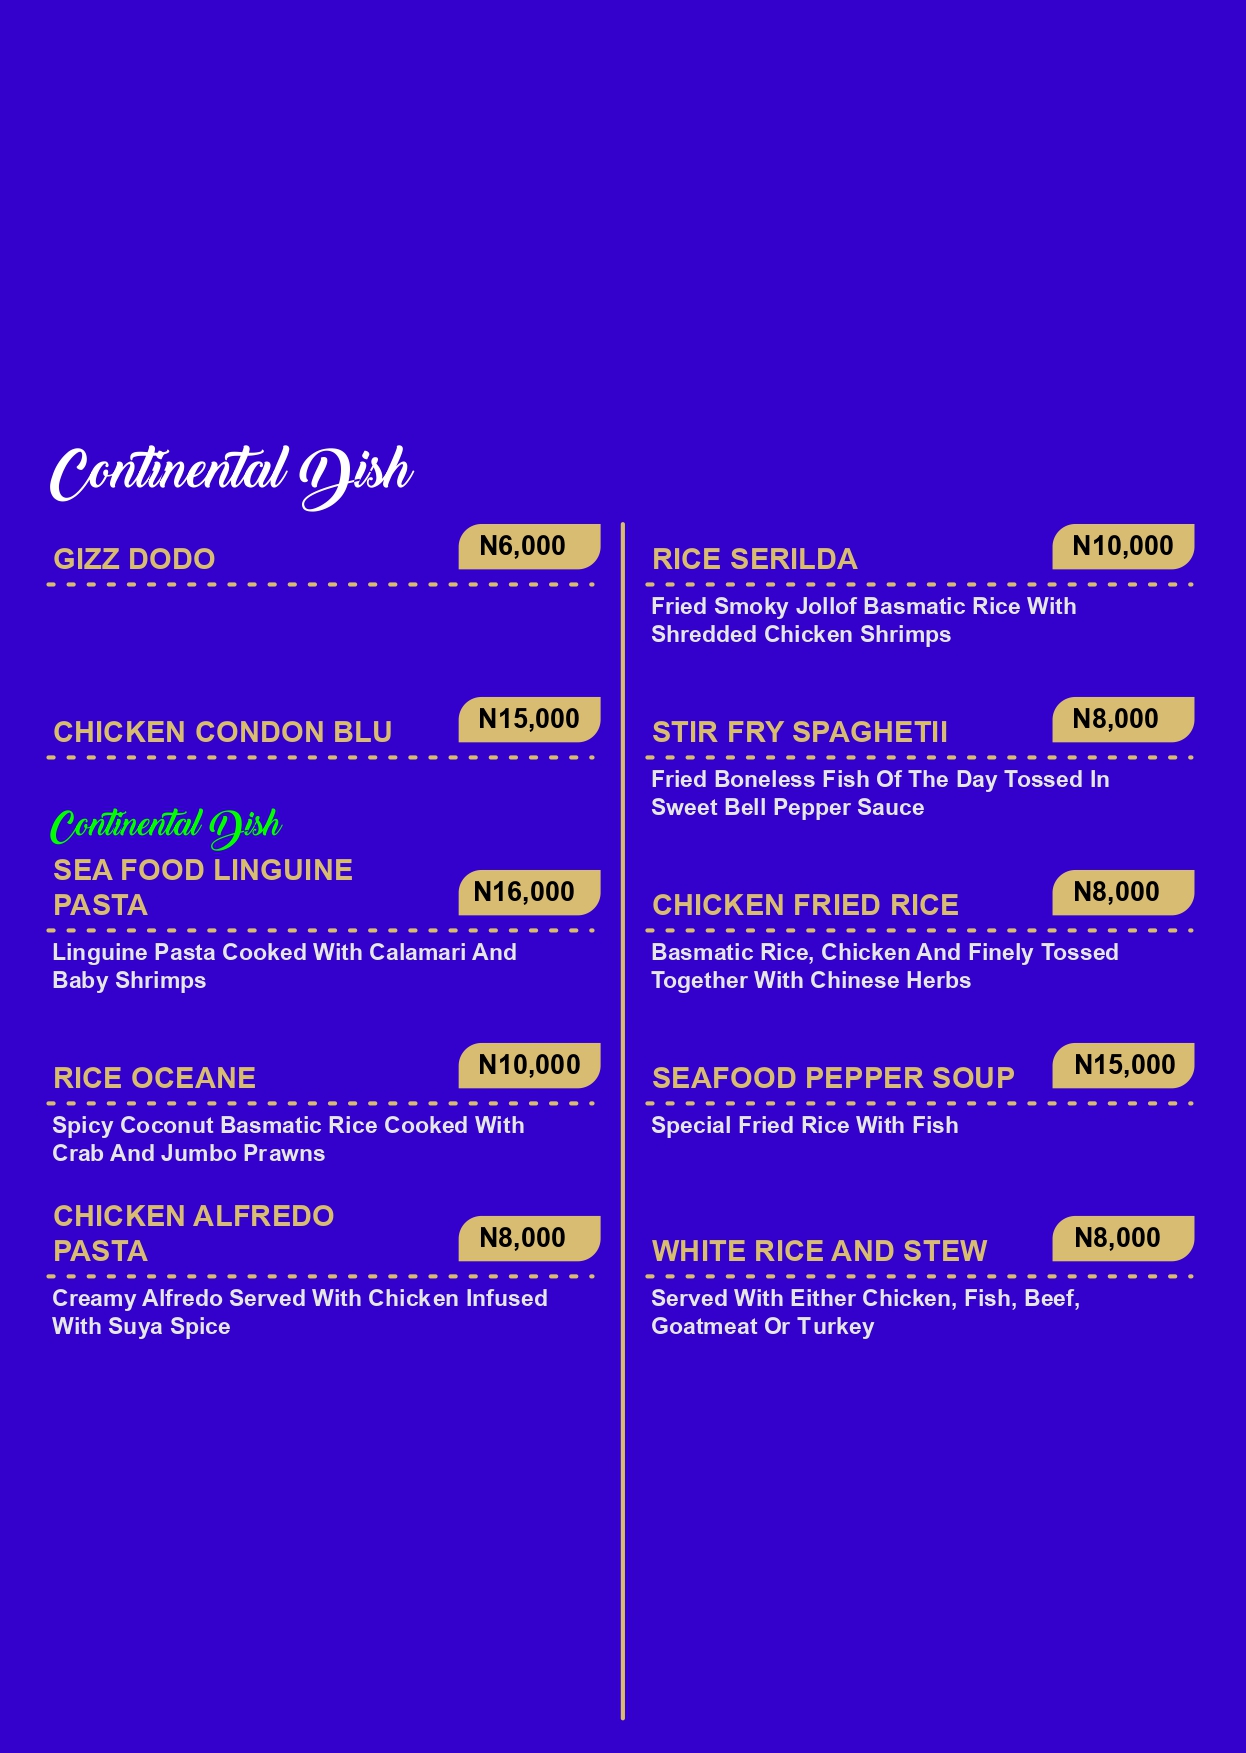 Continental Dish
GIZZ DODO
N6,000
CHICKEN CONDON BLU
N15,000
Continental Dish
SEA FOOD LINGUINE
PASTA
N16,000
Linguine Pasta Cooked With Calamari And
Baby Shrimps
RICE OCEANE
N10,000
Spicy Coconut Basmatic Rice Cooked With
Crab And Jumbo Prawns
CHICKEN ALFREDO
PASTA
N8,000
Creamy Alfredo Served With Chicken Infused
With Suya Spice
RICE SERILDA
N10,000
Fried Smoky Jollof Basmatic Rice With
Shredded Chicken Shrimps
STIR FRY SPAGHETII
N8,000
Fried Boneless Fish Of The Day Tossed In
Sweet Bell Pepper Sauce
CHICKEN FRIED RICE
N8,000
Basmatic Rice, Chicken And Finely Tossed
Together With Chinese Herbs
SEAFOOD PEPPER SOUP
N15,000
Special Fried Rice With Fish
WHITE RICE AND STEW
N8,000
Served With Either Chicken, Fish, Beef,
Goatmeat Or Turkey